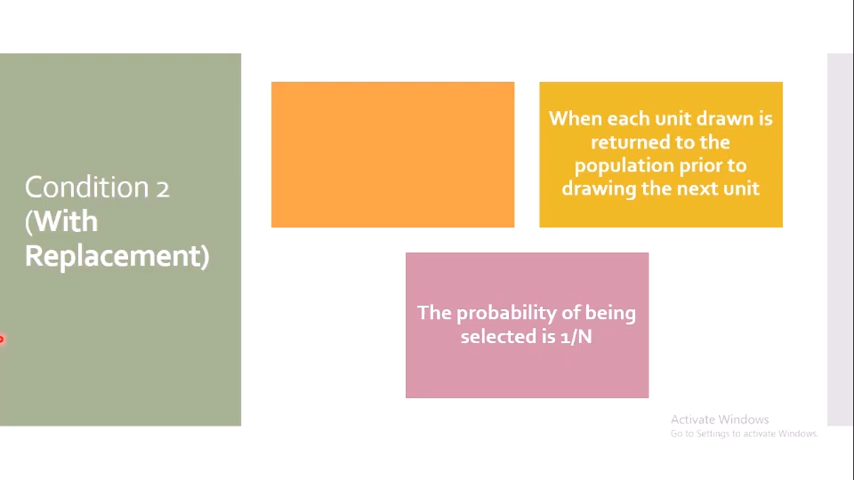 Condition 2
(With
Replacement)
When each unit drawn is
returned to the
population prior to
drawing the next unit
The probability of being
selected is 1/N
Activate Windows
Go to Settings to activate Windows.